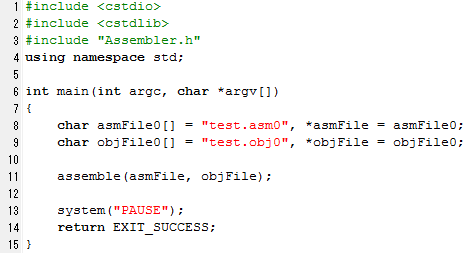 1 #include <cstdio>
2 #include <cstdlib>
3 #include "Assembler.h"
4 using namespace std;
5
6 int main(int argc, char *argv[])
7 {
8     char asmFile0[] = "test.asm0", *asmFile = asmFile0;
9     char objFile0[] = "test.obj0", *objFile = objFile0;
10
11     assemble(asmFile, objFile);
12
13     system("PAUSE");
14     return EXIT_SUCCESS;
15 }